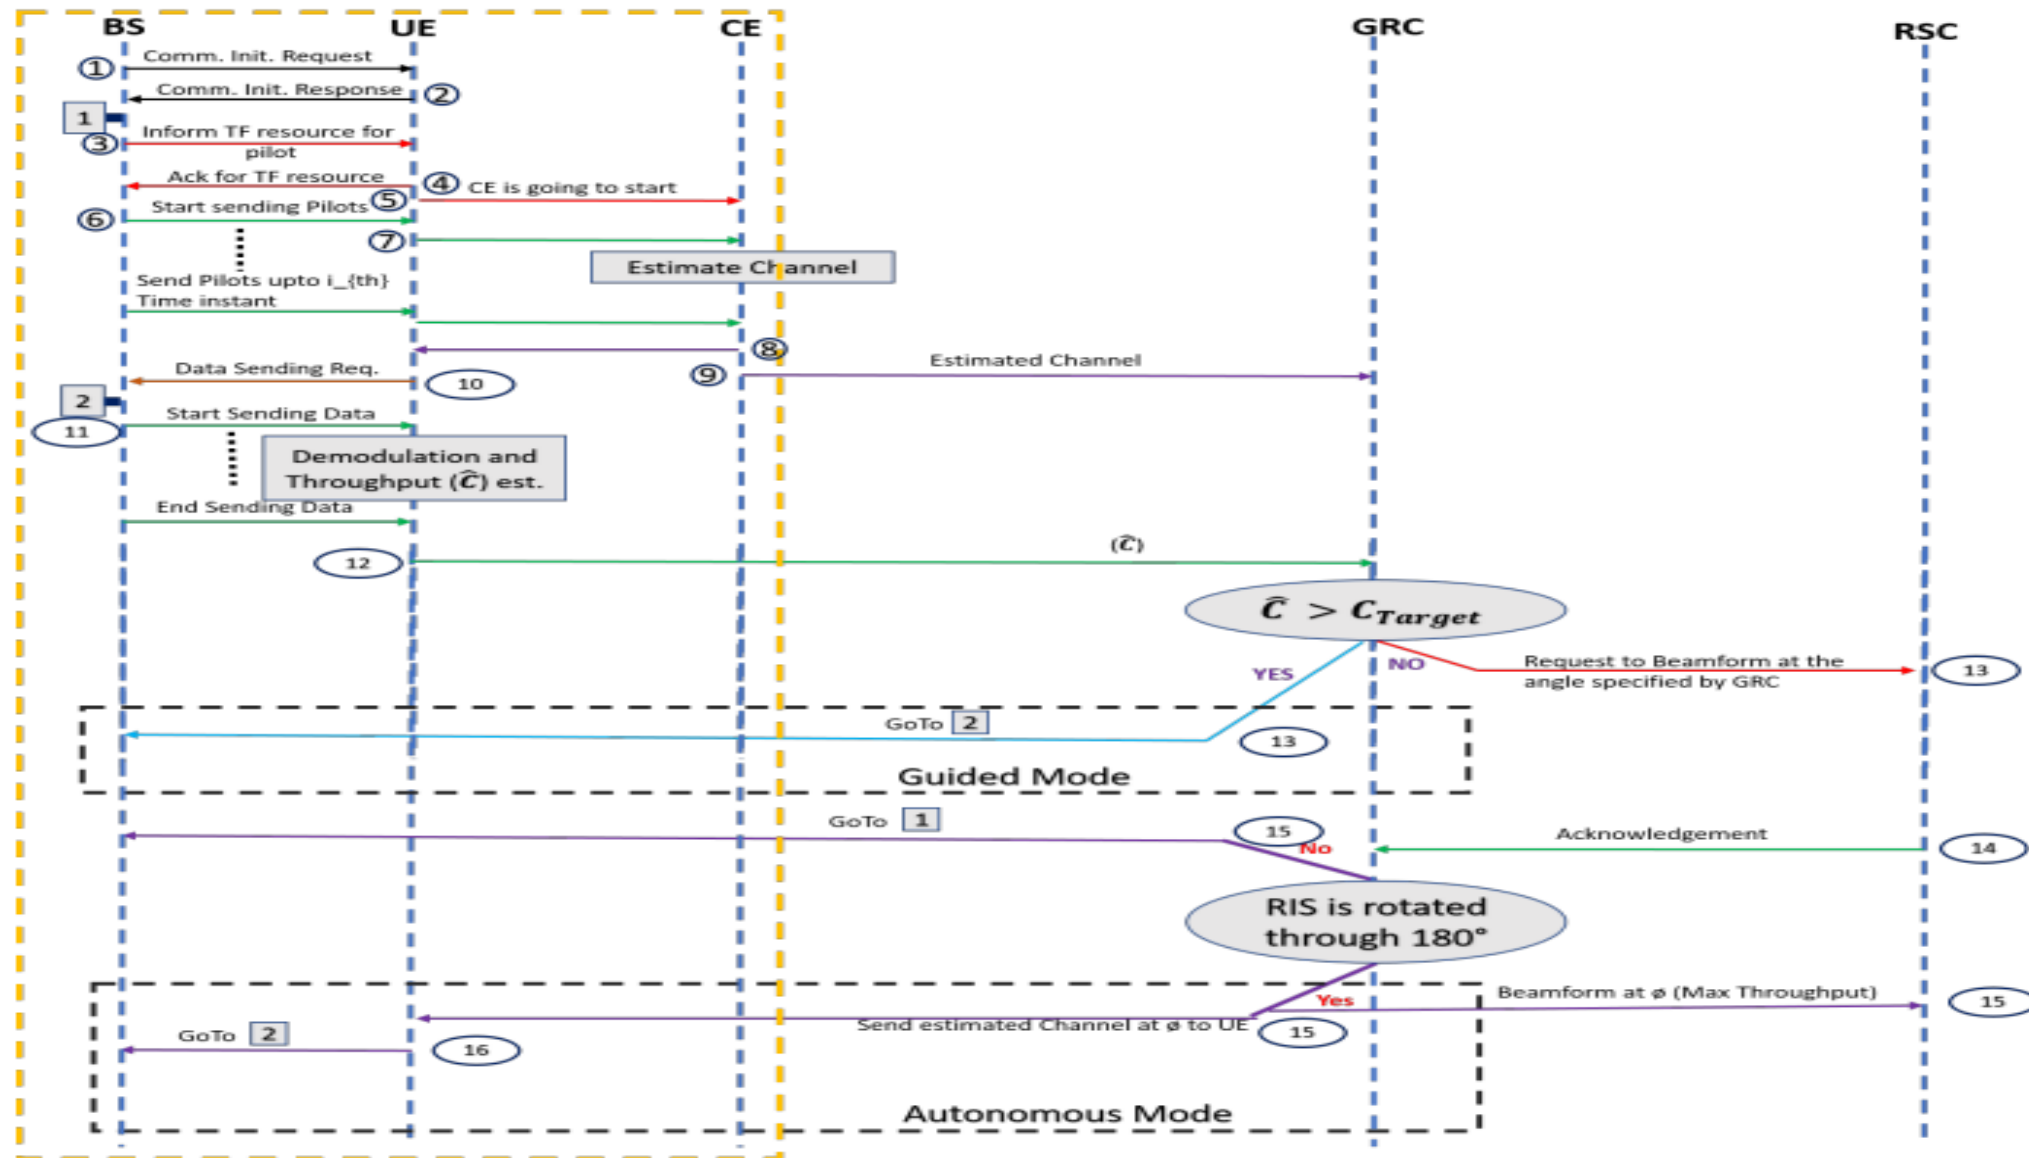 BS UE CE GRC RSC
1 Comm. Init. Request
Comm. Init. Response 2
1
3 Inform TF resource for
pilot
Ack for TF resource 4
5 CE is going to start
6 Start sending Pilots
7
Estimate Channel
Send Pilots upto i_{th}
Time instant
8
9 Estimated Channel
Data Sending Req. 10
2
11 Start Sending Data
Demodulation and
Throughput (Ĉ) est.
End Sending Data
12 (Ĉ)
Ĉ > C_Target
YES NO
Request to Beamform at the 13
angle specified by GRC
GoTo 2 13
Guided Mode
GoTo 1 15
No
Acknowledgement 14
RIS is rotated
through 180°
Yes
Beamform at ø (Max Throughput) 15
Send estimated Channel at ø to UE 15
GoTo 2 16
Autonomous Mode